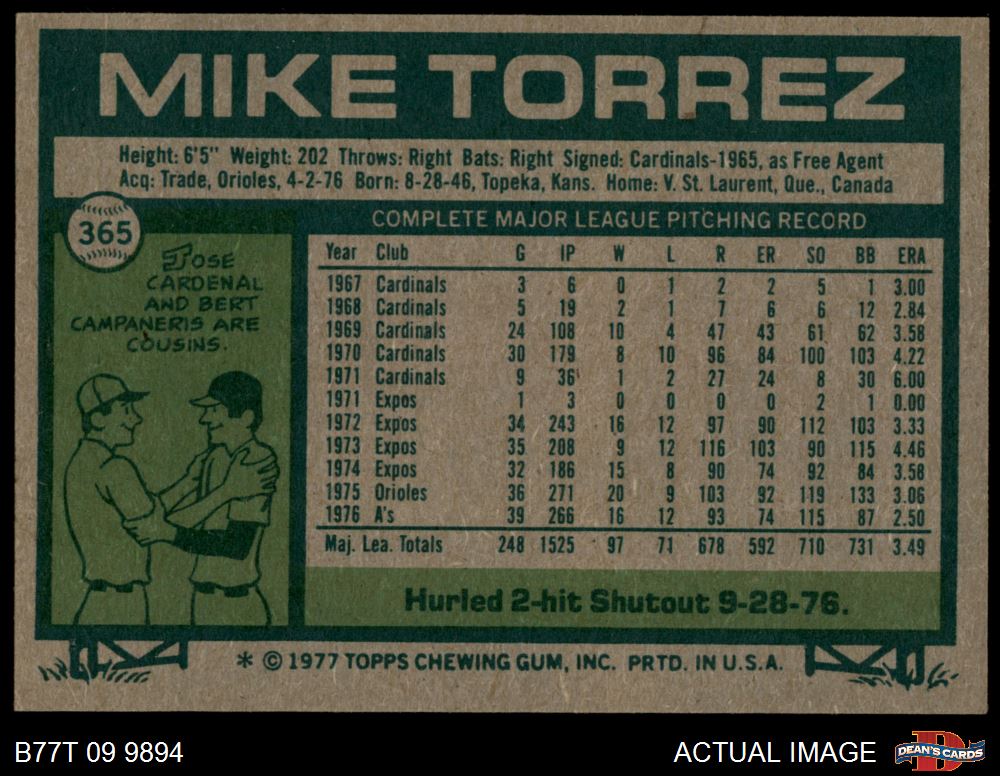 MIKE TORREZ
Height: 6'5" Weight: 202 Throws: Right Bats: Right Signed: Cardinals-1965, as Free Agent
Acq: Trade, Orioles, 4-2-76 Born: 8-28-46, Topeka, Kans. Home: V. St. Laurent, Que., Canada
365
JOSE
CARDENAL
AND BERT
CAMPANERIS ARE
COUSINS.
COMPLETE MAJOR LEAGUE PITCHING RECORD
Year Club G IP W L R ER SO BB ERA
1967 Cardinals 3 6 0 1 2 2 5 1 3.00
1968 Cardinals 5 19 2 1 7 6 6 12 2.84
1969 Cardinals 24 108 10 4 47 43 61 62 3.58
1970 Cardinals 30 179 8 10 96 84 100 103 4.22
1971 Cardinals 9 36 1 2 27 24 8 30 6.00
1971 Expos 1 3 0 0 0 0 2 1 0.00
1972 Expos 34 243 16 12 97 90 112 103 3.33
1973 Expos 35 208 9 12 116 103 90 115 4.46
1974 Expos 32 186 15 8 90 74 92 84 3.58
1975 Orioles 36 271 20 9 103 92 119 133 3.06
1976 A's 39 266 16 12 93 74 115 87 2.50
Maj. Lea. Totals 248 1525 97 71 678 592 710 731 3.49
Hurled 2-hit Shutout 9-28-76.
* © 1977 TOPPS CHEWING GUM, INC. PRTD. IN U.S.A.
B77T 09 9894
ACTUAL IMAGE
DEAN'S CARDS